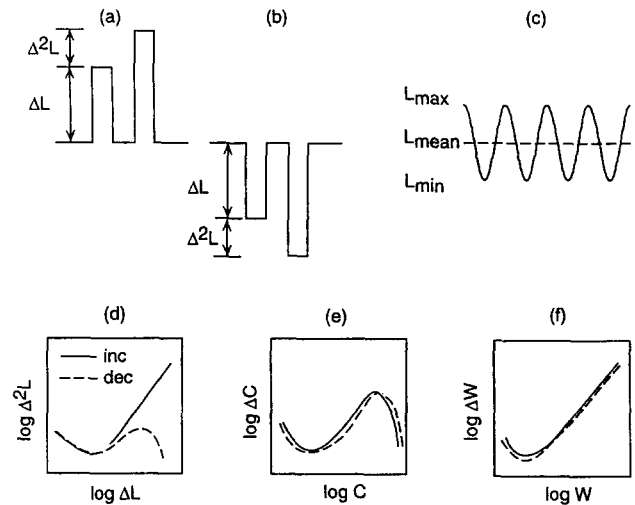 (a)
Δ²L
ΔL
(b)
ΔL
Δ²L
(c)
Lmax
Lmean
Lmin
(d)
inc
dec
log Δ²L
log ΔL
(e)
log ΔC
log C
(f)
log ΔW
log W